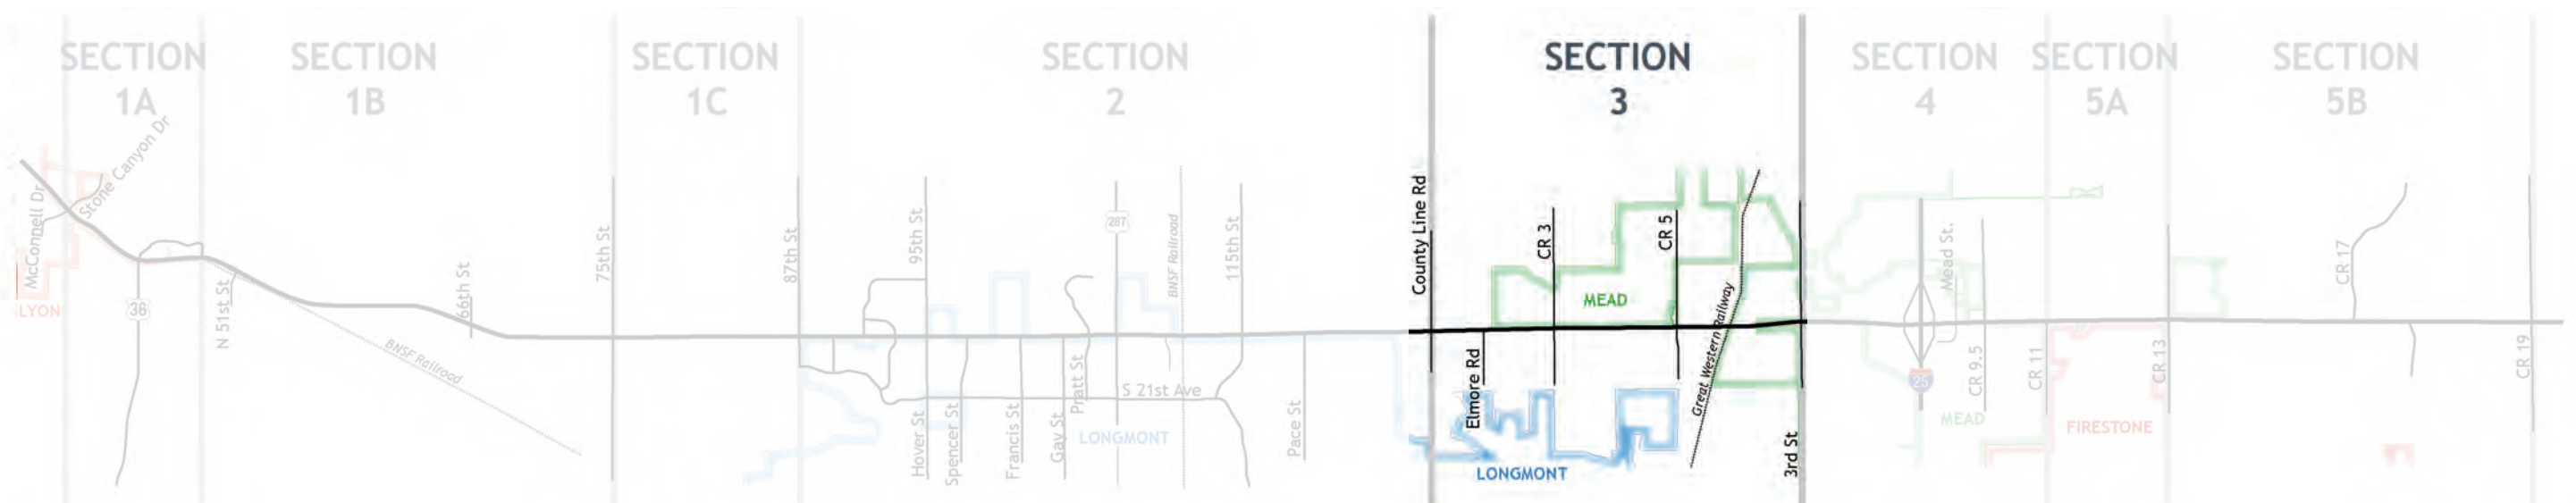 SECTION
1A
SECTION
1B
SECTION
1C
SECTION
2
SECTION
3
SECTION
4
SECTION
5A
SECTION
5B
McConnell Dr
Stone Canyon Dr
LYON
36
N 51st St
66th St
BNSF Railroad
75th St
87th St
95th St
Hover St
Spencer St
Francis St
Gay St
Pratt St
287
BNSF Railroad
115th St
S 21st Ave
LONGMONT
Pace St
County Line Rd
Elmore Rd
CR 3
CR 5
MEAD
Great Western Railway
LONGMONT
3rd St
Mead St.
25
CR 9.5
MEAD
CR 11
FIRESTONE
CR 13
CR 17
CR 19